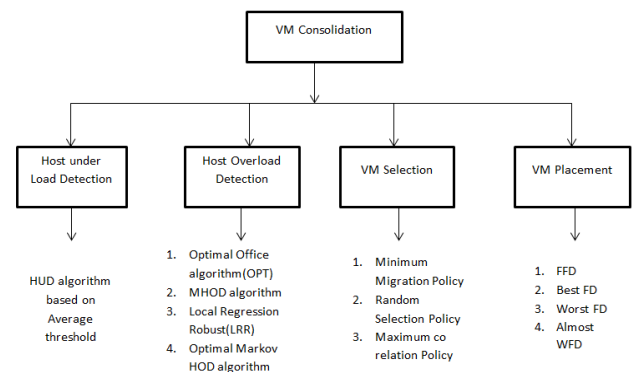 VM Consolidation
Host under
Load Detection
Host Overload
Detection
VM Selection
VM Placement
HUD algorithm
based on
Average
threshold
1. Optimal Office
algorithm(OPT)
2. MHOD algorithm
3. Local Regression
Robust(LRR)
4. Optimal Markov
HOD algorithm
1. Minimum
Migration Policy
2. Random
Selection Policy
3. Maximum co
relation Policy
1. FFD
2. Best FD
3. Worst FD
4. Almost
WFD